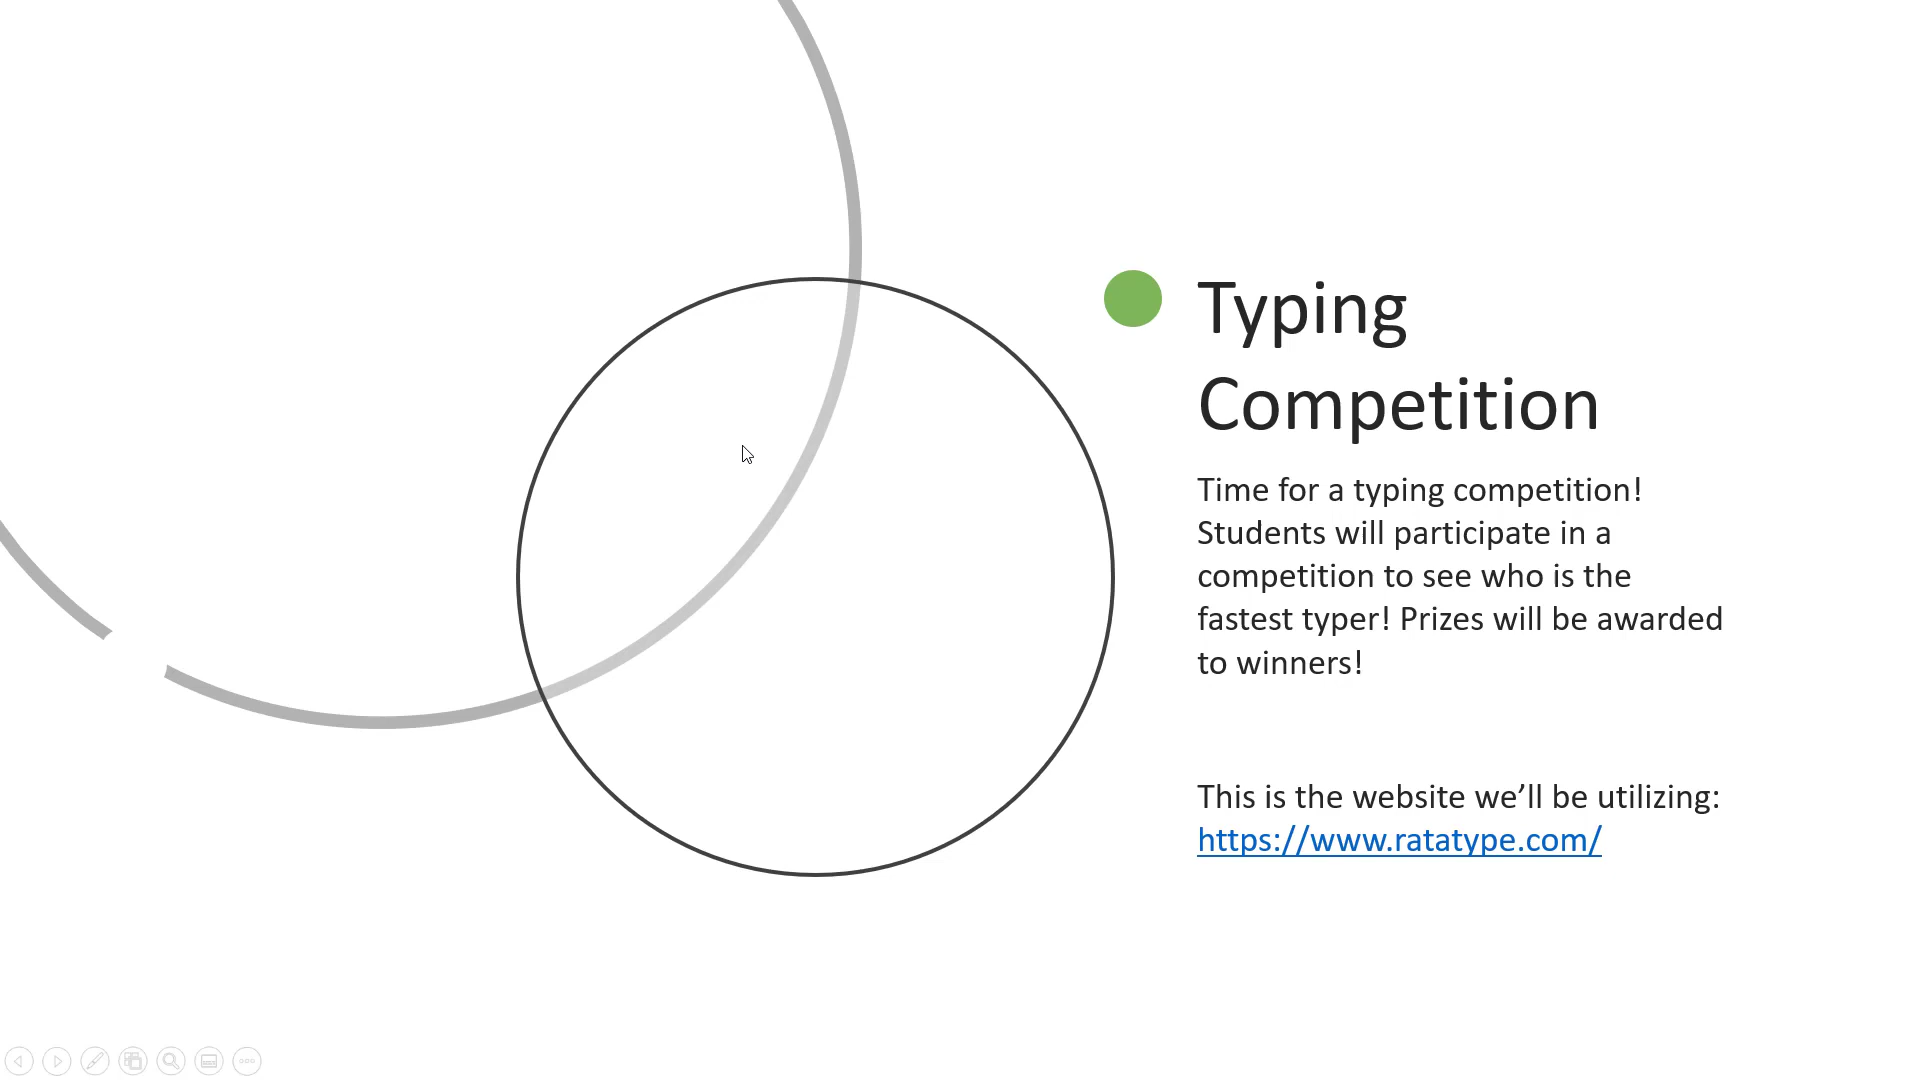 Typing
Competition
Time for a typing competition!
Students will participate in a
competition to see who is the
fastest typer! Prizes will be awarded
to winners!
This is the website we’ll be utilizing:
https://www.ratatype.com/